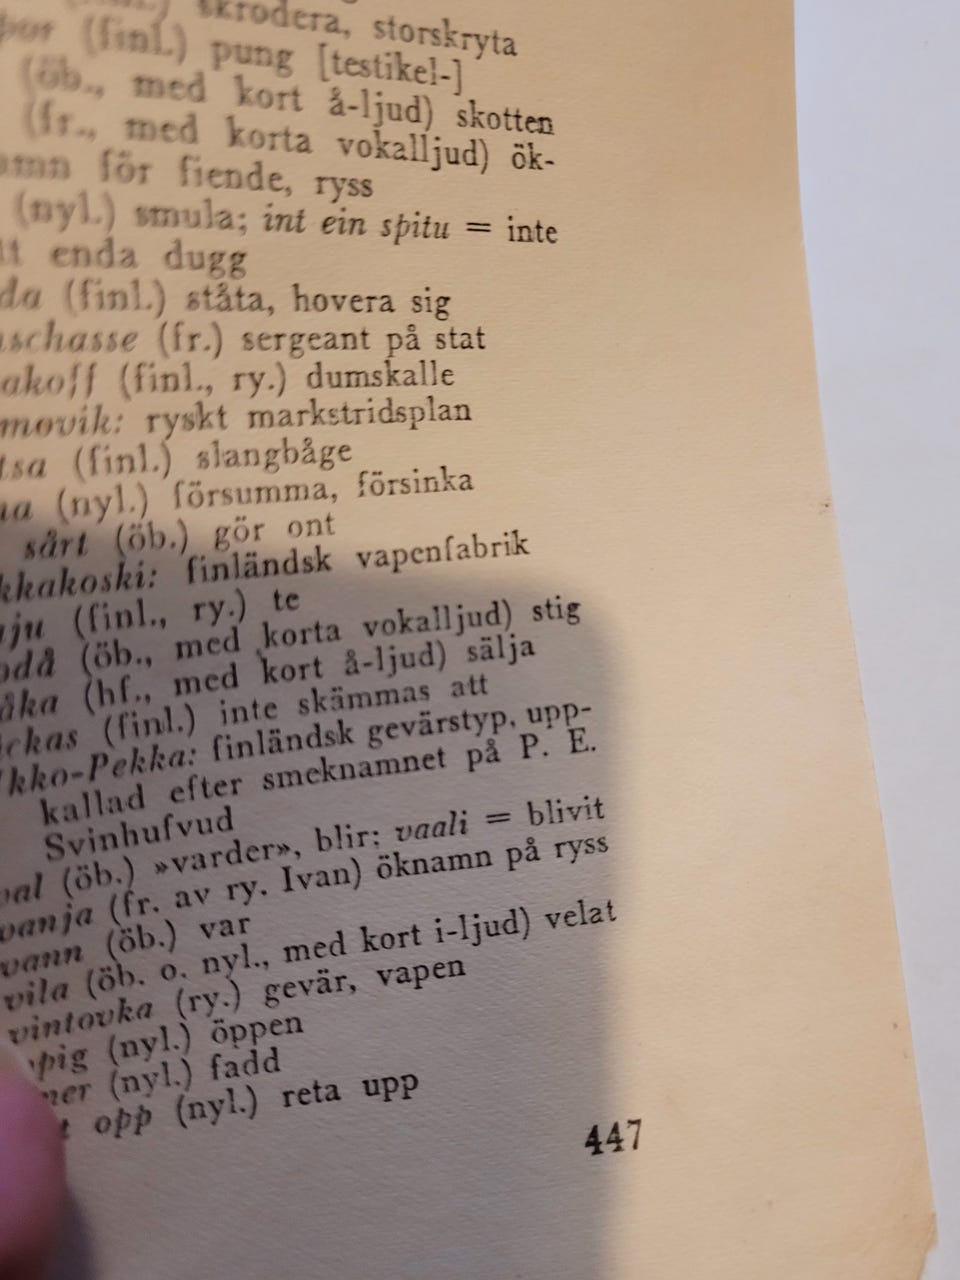 skrodera, storskryta
(finl.) pung [testikel-]
(öb., med kort å-ljud) skotten
(fr., med korta vokalljud) ök-
för fiende, ryss
(nyl.) smula; int ein spitu = inte
enda dugg
(finl.) ståta, hovera sig
(fr.) sergeant på stat
(finl., ry.) dumskalle
ryskt markstridsplan
(finl.) slangbåge
(nyl.) försumma, försinka
sårt (öb.) gör ont
finländsk vapenfabrik
(finl., ry.) te
(öb., med korta vokalljud) stig
(hf., med kort å-ljud) sälja
(finl.) inte skämmas att
finländsk gevärstyp, upp-
kallad efter smeknamnet på P. E.
Svinhufvud
(öb.) »varder», blir; vaali = blivit
vanja (fr. av ry. Ivan) öknamn på ryss
vann (öb.) var
vila (öb. o. nyl., med kort i-ljud) velat
vintovka (ry.) gevär, vapen
(nyl.) öppen
(nyl.) fadd
opp (nyl.) reta upp
447